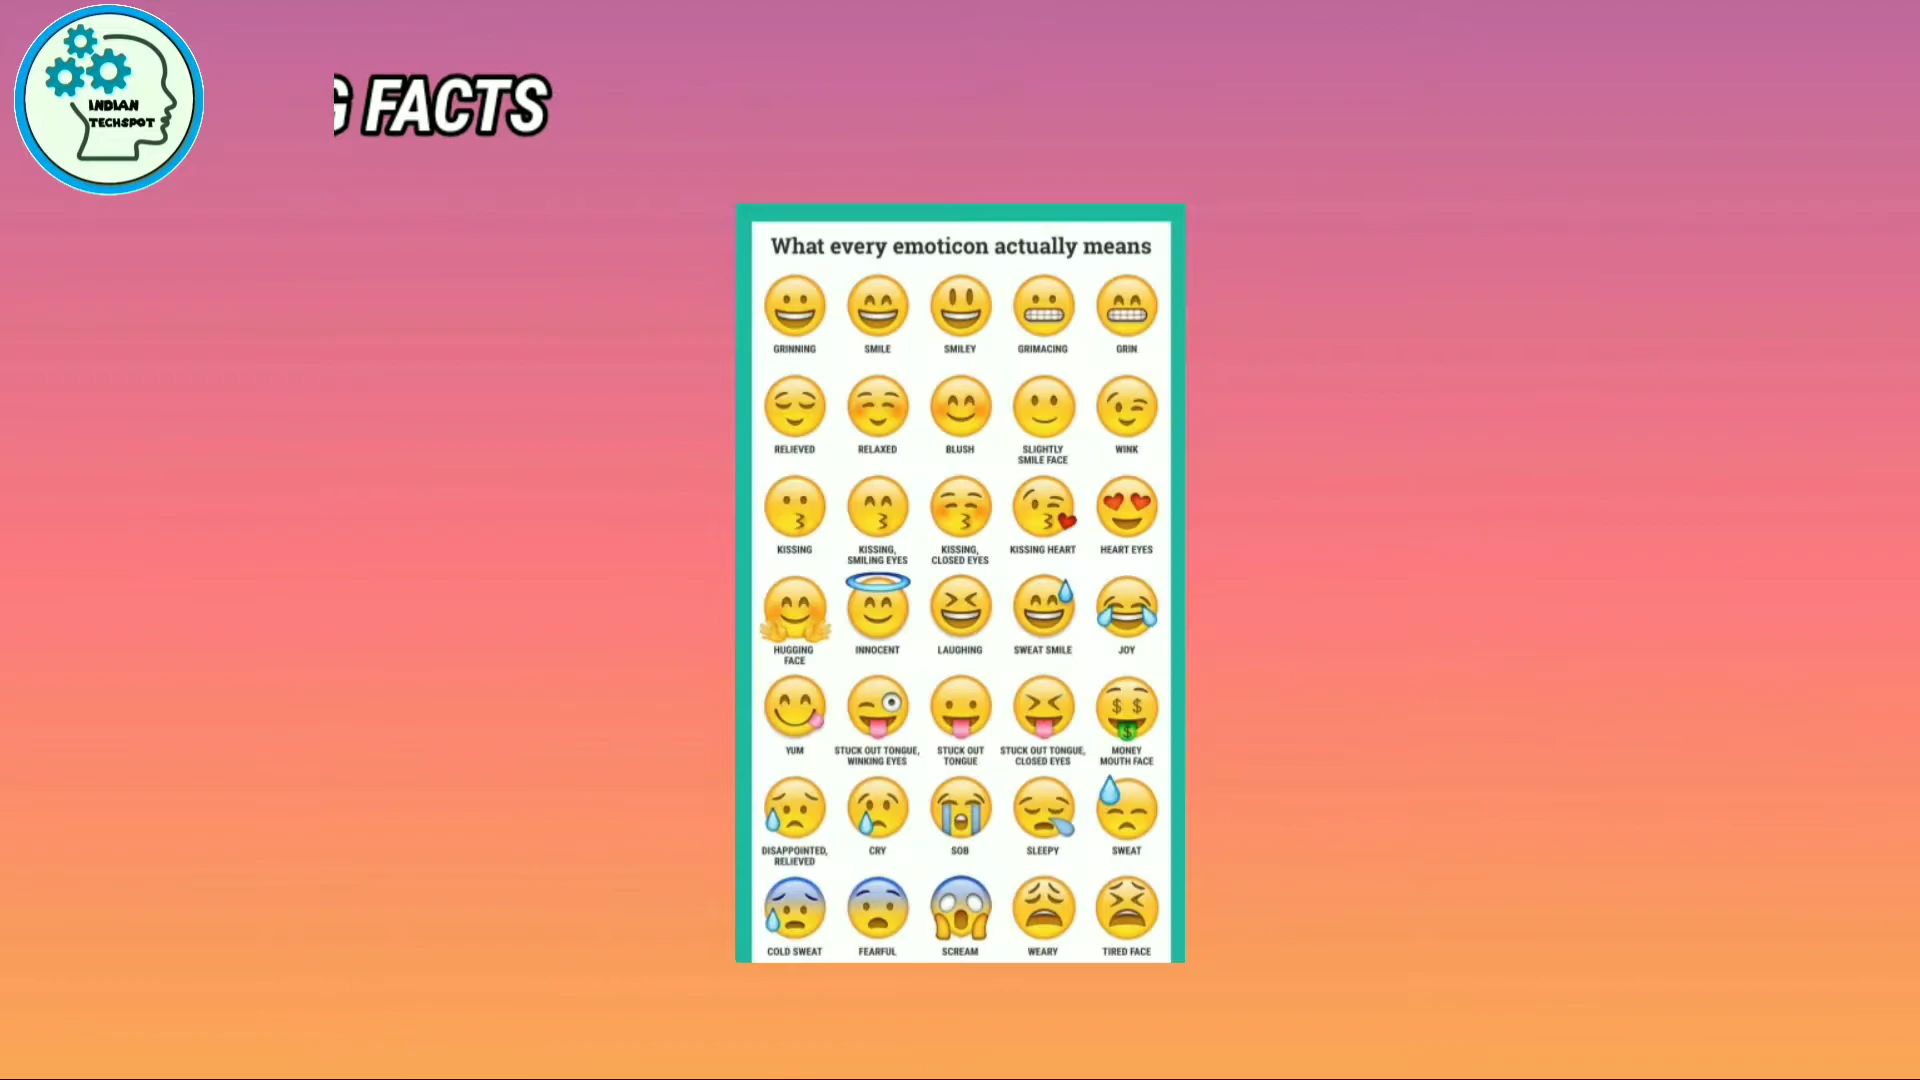 INDIAN
TECHSPOT
G FACTS
What every emoticon actually means
GRINNING SMILE SMILEY GRIMACING GRIN
RELIEVED RELAXED BLUSH SLIGHTLY SMILE FACE WINK
KISSING KISSING, SMILING EYES KISSING, CLOSED EYES KISSING HEART HEART EYES
HUGGING FACE INNOCENT LAUGHING SWEAT SMILE JOY
YUM STUCK OUT TONGUE, WINKING EYES STUCK OUT TONGUE STUCK OUT TONGUE, CLOSED EYES MONEY MOUTH FACE
DISAPPOINTED, RELIEVED CRY SOB SLEEPY SWEAT
COLD SWEAT FEARFUL SCREAM WEARY TIRED FACE